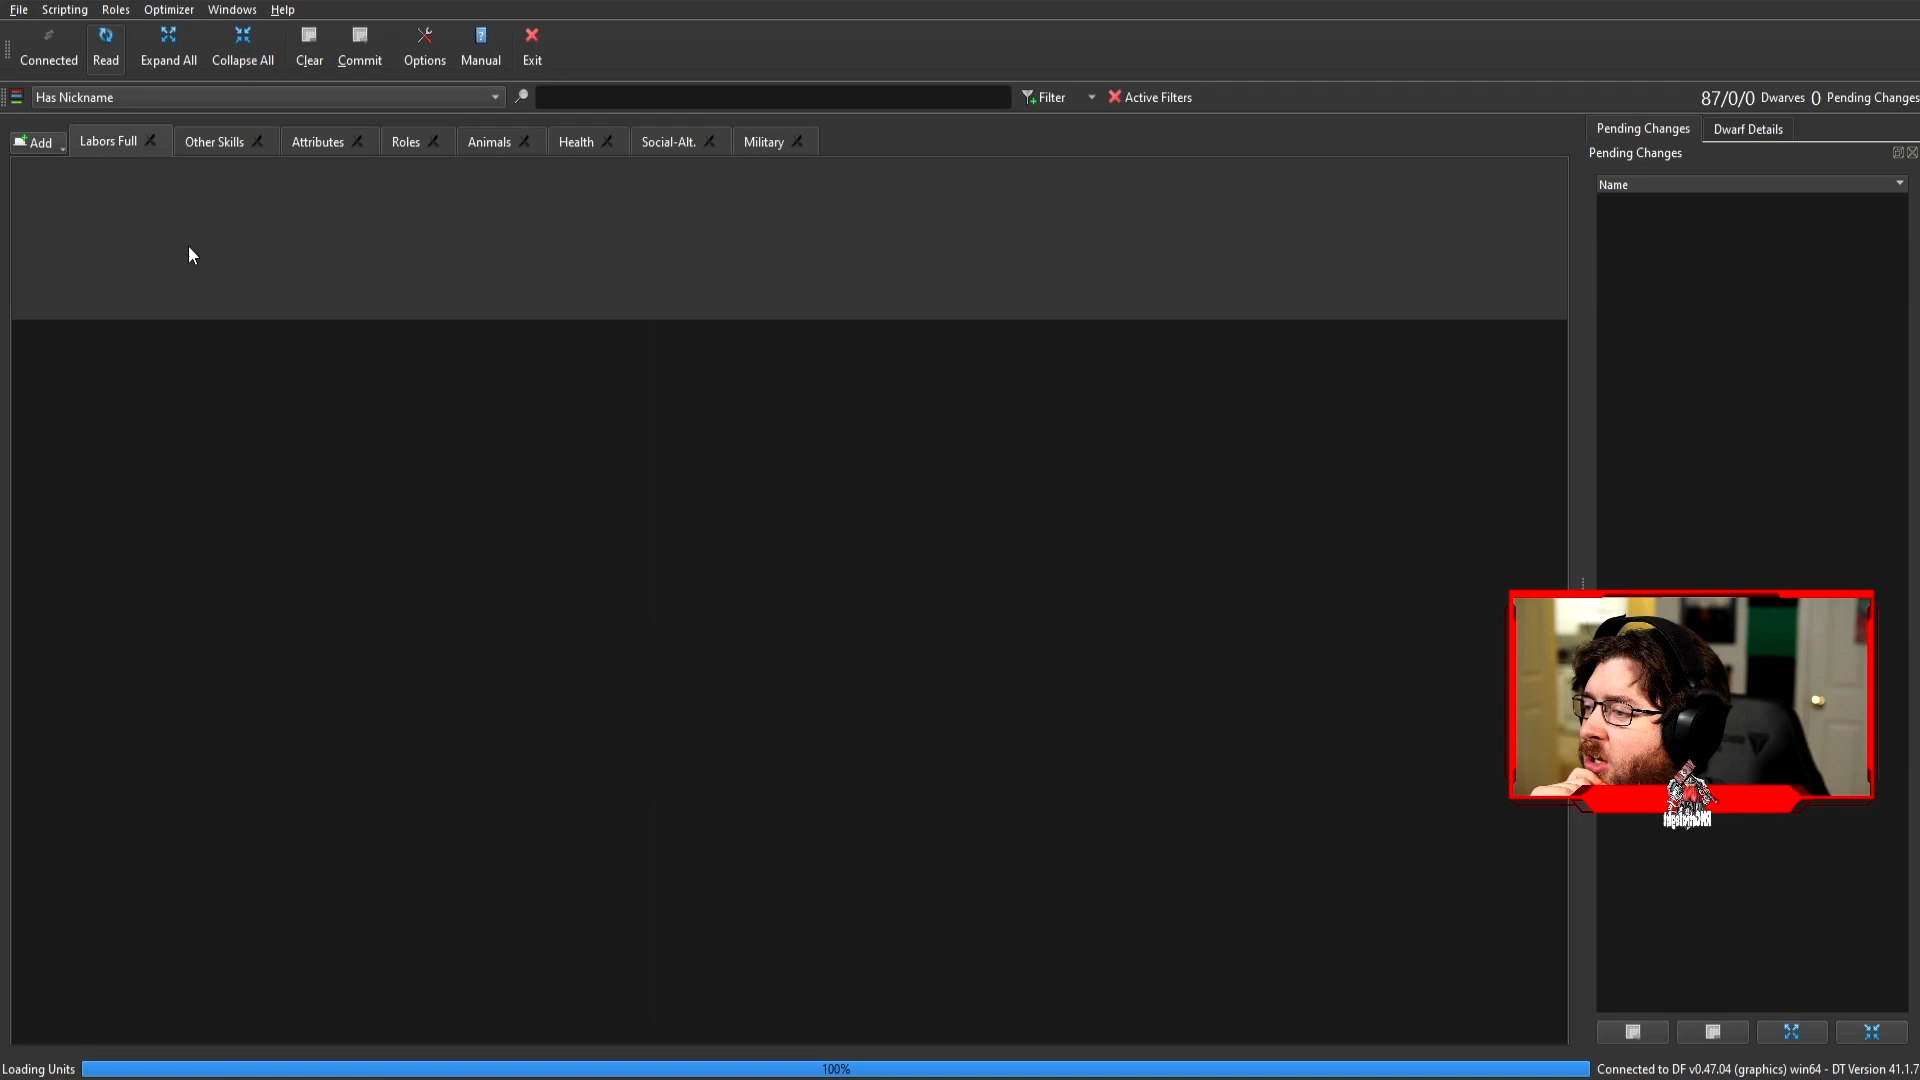 File Scripting Roles Optimizer Windows Help
Connected Read Expand All Collapse All Clear Commit Options Manual Exit
Has Nickname Filter Active Filters 87/0/0 Dwarves 0 Pending Changes
Add Labors Full Other Skills Attributes Roles Animals Health Social-Alt. Military
Pending Changes Dwarf Details
Pending Changes
Name
Loading Units 100% Connected to DF v0.47.04 (graphics) win64 - DT Version 41.1.7